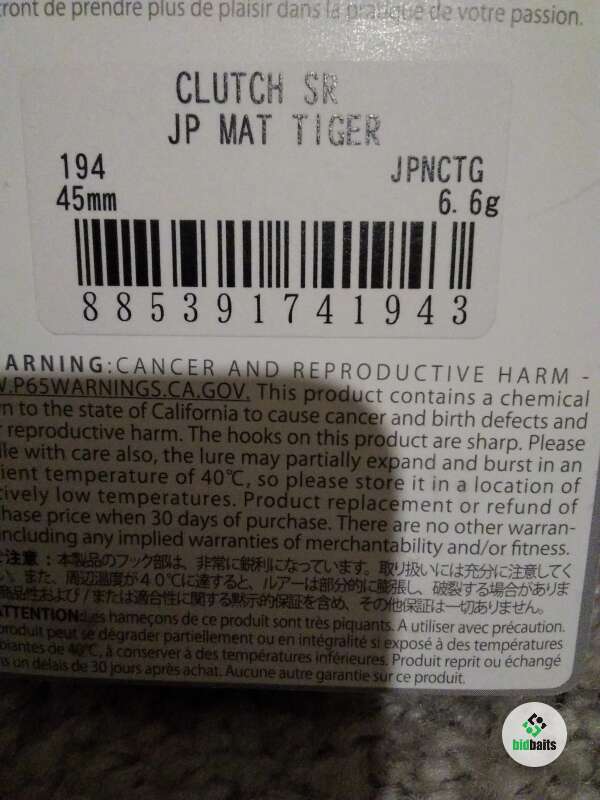 ront de prendre plus de plaisir dans la pratique de votre passion.
CLUTCH SR
JP MAT TIGER
194 JPNCTG
45mm 6.6g
885391741943
ARNING:CANCER AND REPRODUCTIVE HARM -
.P65WARNINGS.CA.GOV. This product contains a chemical
n to the state of California to cause cancer and birth defects and
reproductive harm. The hooks on this product are sharp. Please
le with care also, the lure may partially expand and burst in an
ient temperature of 40℃, so please store it in a location of
ively low temperatures. Product replacement or refund of
hase price when 30 days of purchase. There are no other warran-
including any implied warranties of merchantability and/or fitness.
注意：本製品のフック部は、非常に鋭利になっています。取り扱いには充分に注意してく
い。また、周辺温度が４０℃に達すると、ルアーは部分的に膨張し、破裂する場合がありま
商品性および/または適合性に関する黙示的保証を含め、その他保証は一切ありません。
ATTENTION:Les hameçons de ce produit sont très piquants. A utiliser avec précaution.
produit peut se dégrader partiellement ou en intégralité si exposé à des températures
biantes de 40℃, à conserver à des températures inférieures. Produit reprit ou échangé
s un délais de 30 jours après achat. Aucune autre garantie sur ce produit.
bidbaits